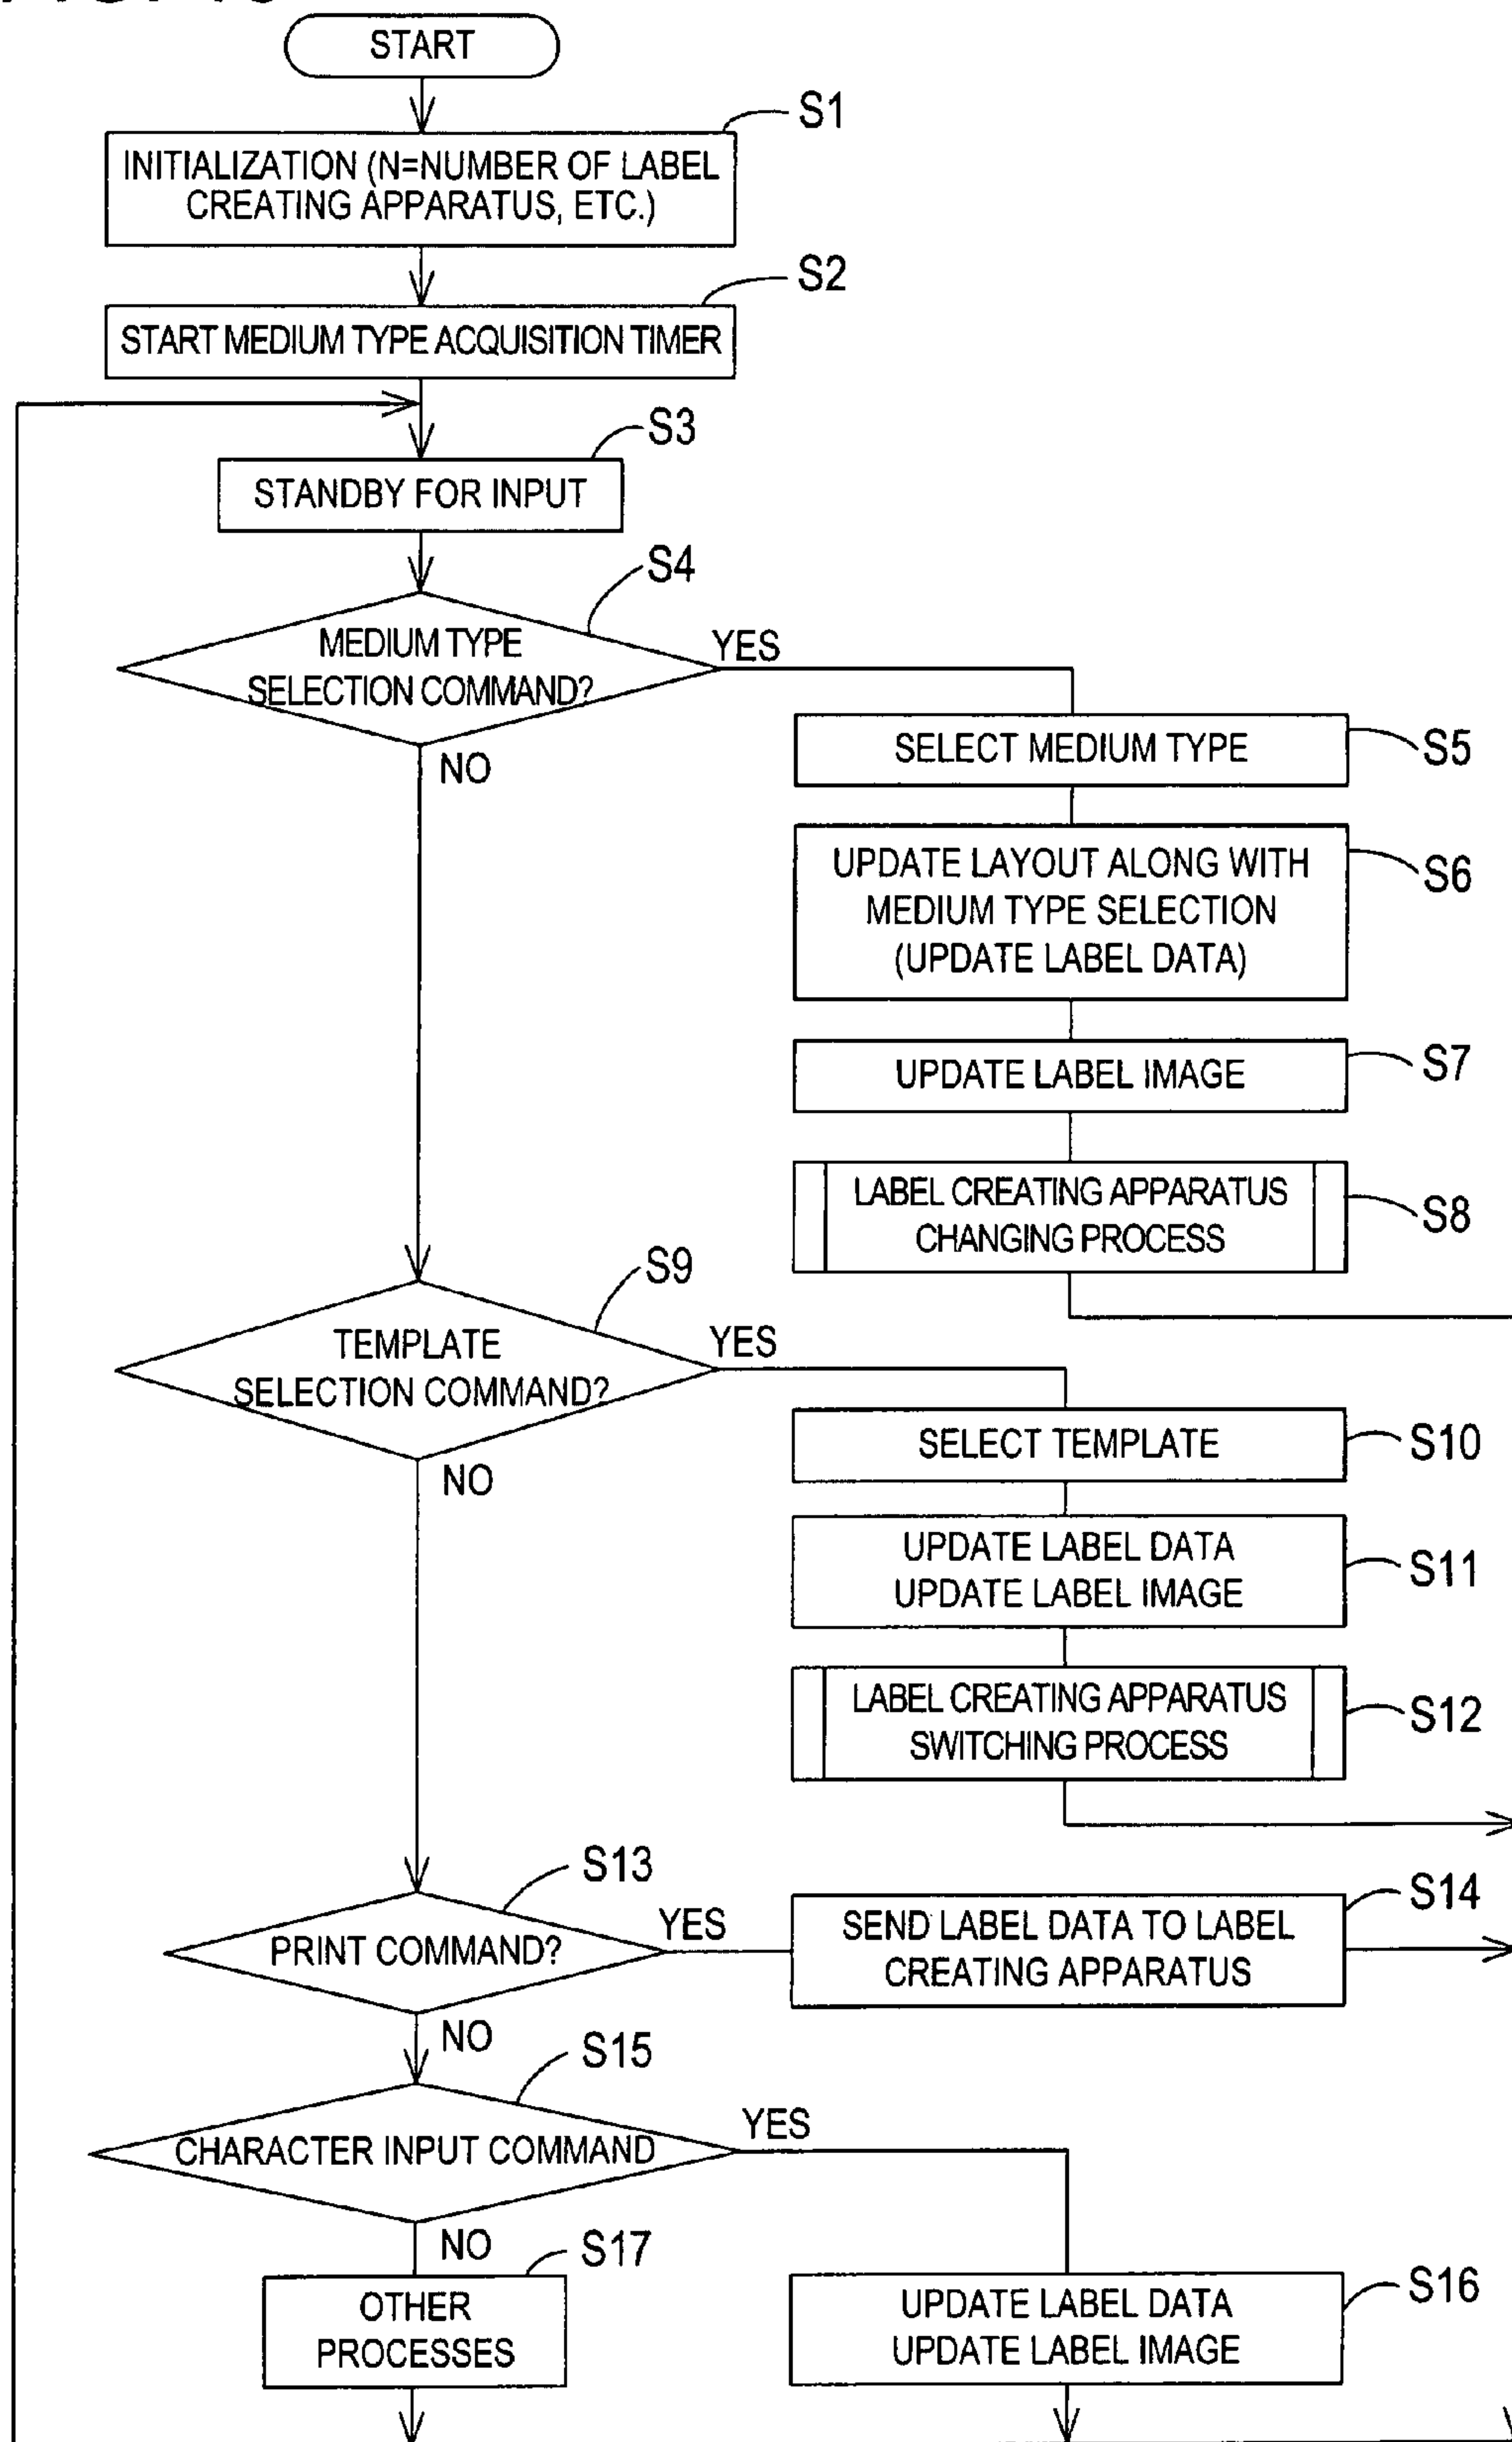 START
S1
INITIALIZATION (N=NUMBER OF LABEL
CREATING APPARATUS, ETC.)
S2
START MEDIUM TYPE ACQUISITION TIMER
S3
STANDBY FOR INPUT
S4
MEDIUM TYPE
SELECTION COMMAND?
YES
NO
SELECT MEDIUM TYPE
S5
UPDATE LAYOUT ALONG WITH
MEDIUM TYPE SELECTION
(UPDATE LABEL DATA)
S6
UPDATE LABEL IMAGE
S7
LABEL CREATING APPARATUS
CHANGING PROCESS
S8
S9
TEMPLATE
SELECTION COMMAND?
YES
NO
SELECT TEMPLATE
S10
UPDATE LABEL DATA
UPDATE LABEL IMAGE
S11
LABEL CREATING APPARATUS
SWITCHING PROCESS
S12
S13
PRINT COMMAND?
YES
NO
SEND LABEL DATA TO LABEL
CREATING APPARATUS
S14
S15
CHARACTER INPUT COMMAND
YES
NO
S17
OTHER
PROCESSES
UPDATE LABEL DATA
UPDATE LABEL IMAGE
S16